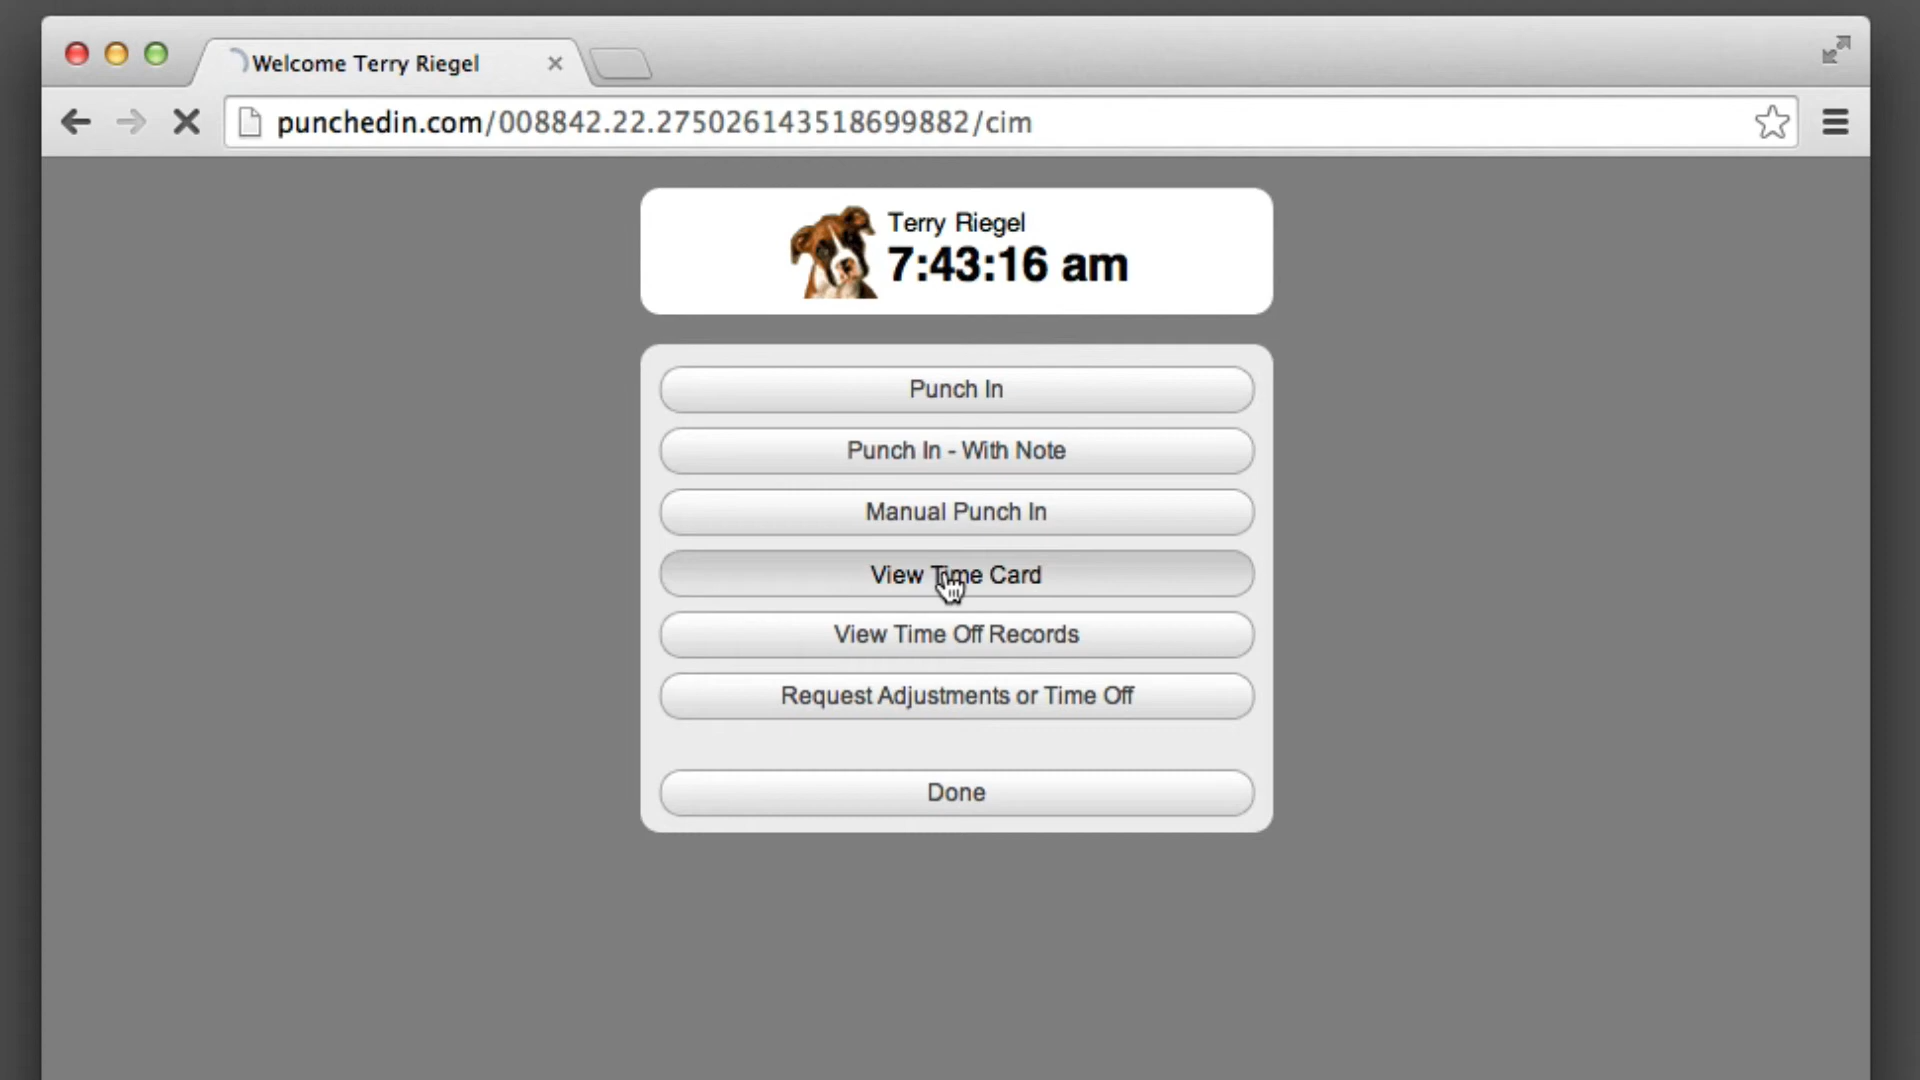 Welcome Terry Riegel
punchedin.com/008842.22.275026143518699882/cim
Terry Riegel
7:43:16 am
Punch In
Punch In - With Note
Manual Punch In
View Time Card
View Time Off Records
Request Adjustments or Time Off
Done